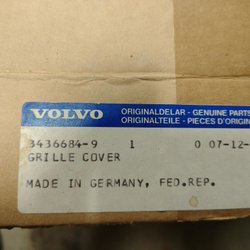 VOLVO
ORIGINALDELAR - GENUINE PARTS
ORIGINALTEILE - PIECES D'ORIGIN
3436684-9 1 0 07-12-
GRILLE COVER
MADE IN GERMANY, FED.REP.